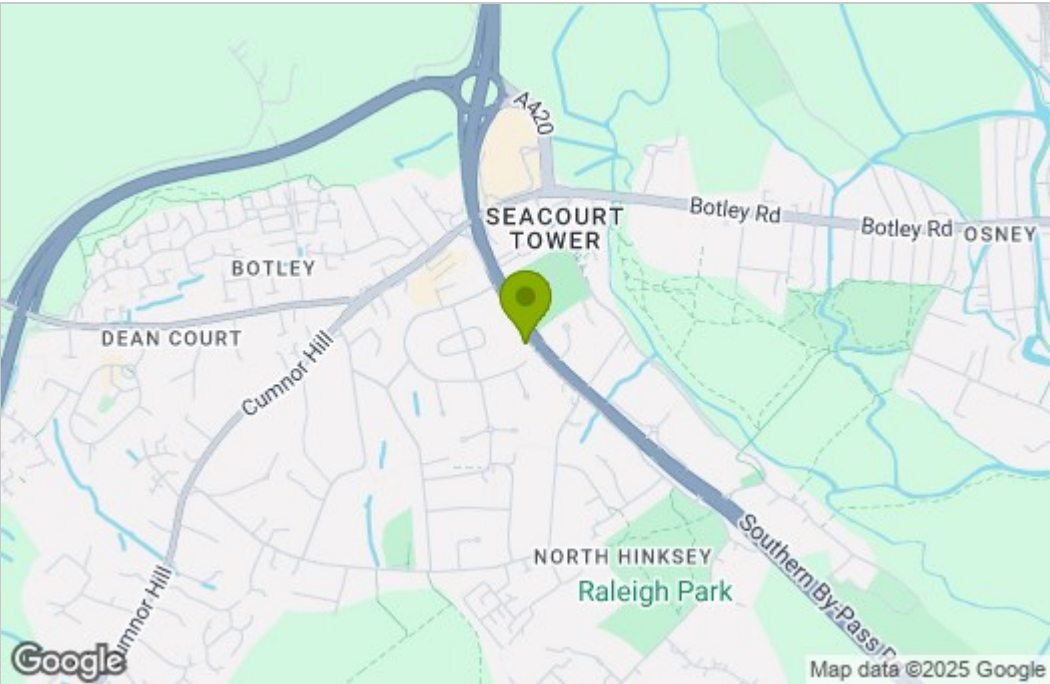 A420
SEACOURT
TOWER
Botley Rd
Botley Rd
OSNEY
BOTLEY
DEAN COURT
Cumnor Hill
NORTH HINKSEY
Raleigh Park
Southern By-Pass
umnor Hill
Google
Map data ©2025 Google